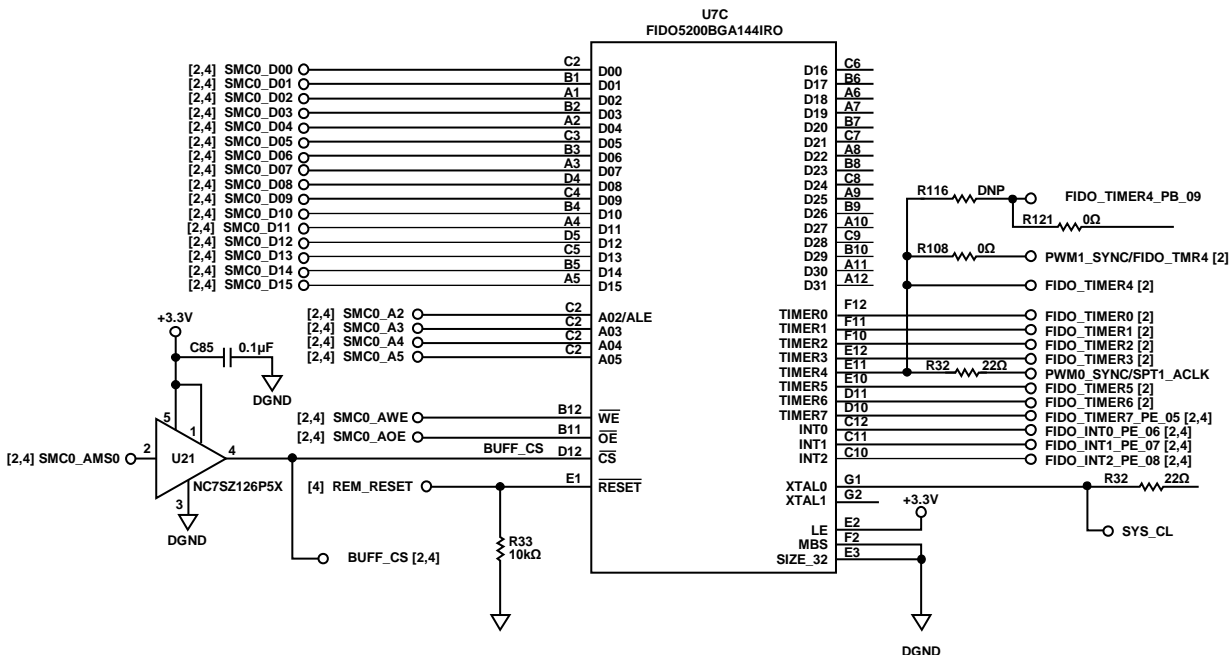 U7C
FIDO5200BGA144IRO
[2,4] SMC0_D00 C2 D00 D16 C6
[2,4] SMC0_D01 B1 D01 D17 B6
[2,4] SMC0_D02 A1 D02 D18 A6
[2,4] SMC0_D03 B2 D03 D19 A7
[2,4] SMC0_D04 A2 D04 D20 B7
[2,4] SMC0_D05 C3 D05 D21 C7
[2,4] SMC0_D06 B3 D06 D22 A8
[2,4] SMC0_D07 A3 D07 D23 B8
[2,4] SMC0_D08 D4 D08 D24 C8
[2,4] SMC0_D09 C4 D09 D25 A9
[2,4] SMC0_D10 B4 D10 D26 B9
[2,4] SMC0_D11 A4 D11 D27 A10
[2,4] SMC0_D12 D5 D12 D28 C9
[2,4] SMC0_D13 C5 D13 D29 B10
[2,4] SMC0_D14 B5 D14 D30 A11
[2,4] SMC0_D15 A5 D15 D31 A12
R116 DNP FIDO_TIMER4_PB_09
R121 0Ω
R108 0Ω PWM1_SYNC/FIDO_TMR4 [2]
FIDO_TIMER4 [2]
[2,4] SMC0_A2 C2 A02/ALE
[2,4] SMC0_A3 C2 A03
[2,4] SMC0_A4 C2 A04
[2,4] SMC0_A5 C2 A05
TIMER0 F12 FIDO_TIMER0 [2]
TIMER1 F11 FIDO_TIMER1 [2]
TIMER2 F10 FIDO_TIMER2 [2]
TIMER3 E12 FIDO_TIMER3 [2]
TIMER4 E11 R32 22Ω PWM0_SYNC/SPT1_ACLK
TIMER5 E10 FIDO_TIMER5 [2]
TIMER6 D11 FIDO_TIMER6 [2]
TIMER7 D10 FIDO_TIMER7_PE_05 [2,4]
INT0 C12 FIDO_INT0_PE_06 [2,4]
INT1 C11 FIDO_INT1_PE_07 [2,4]
INT2 C10 FIDO_INT2_PE_08 [2,4]
+3.3V
C85 0.1µF
DGND
[2,4] SMC0_AWE B12 WE
[2,4] SMC0_AOE B11 OE
BUFF_CS D12 CS
[4] REM_RESET E1 RESET
5
1
[2,4] SMC0_AMS0 2 U21 4
NC7SZ126P5X
3
DGND
R33
10kΩ
BUFF_CS [2,4]
XTAL0 G1 R32 22Ω
XTAL1 G2
+3.3V
LE E2
MBS F2
SIZE_32 E3
SYS_CL
DGND